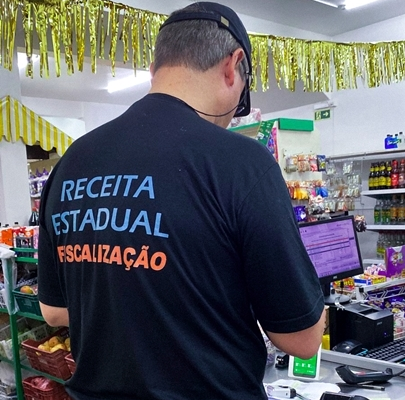 RECEITA
ESTADUAL
FISCALIZAÇÃO